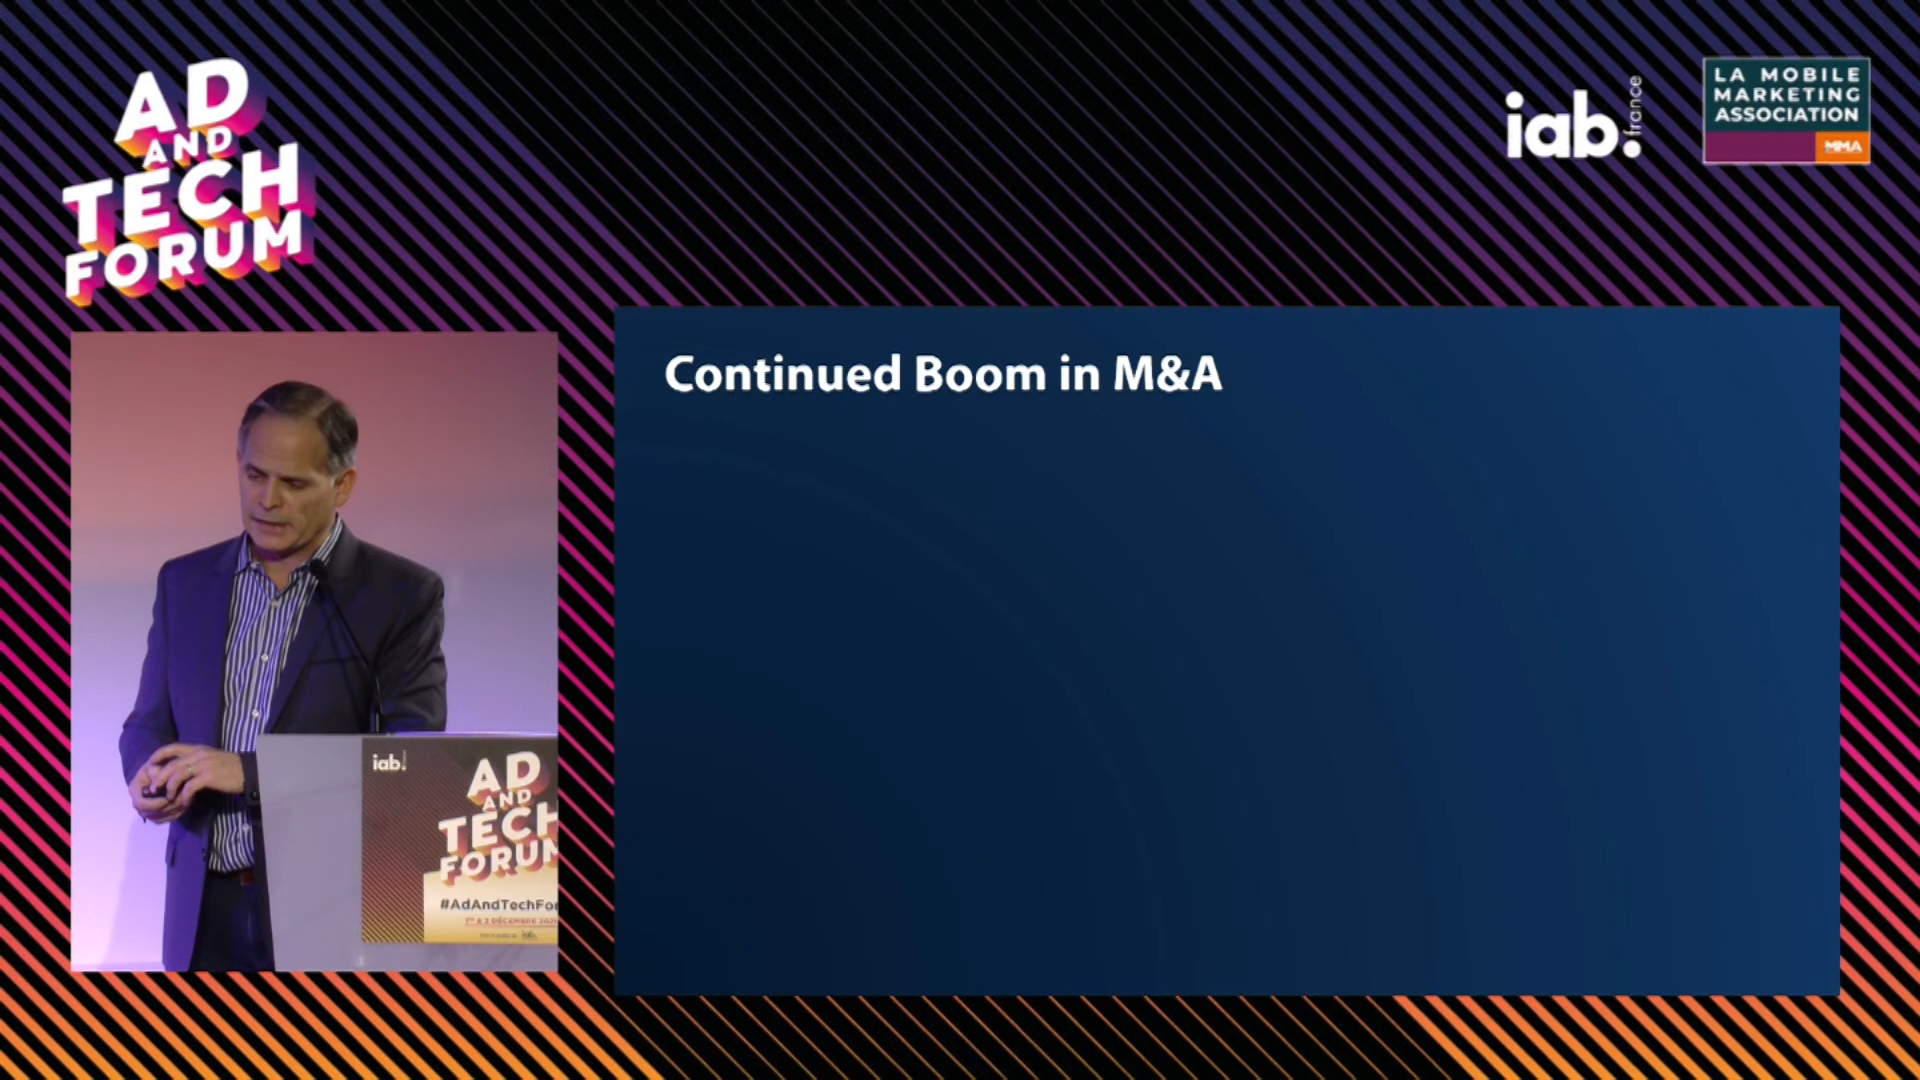 AD
AND
TECH
FORUM
iab.
france
LA MOBILE
MARKETING
ASSOCIATION
MMA
Continued Boom in M&A
iab.
AD
AND
TECH
FORUM
#AdAndTechFor